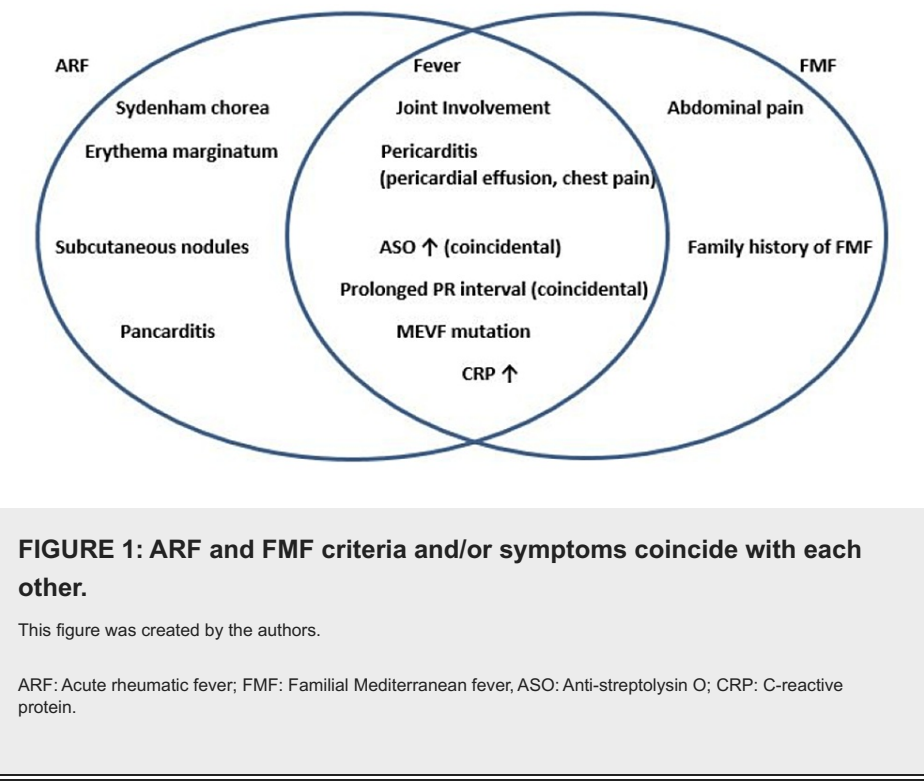 ARF Fever FMF
Sydenham chorea Joint Involvement Abdominal pain
Erythema marginatum Pericarditis
(pericardial effusion, chest pain)
Subcutaneous nodules ASO ↑ (coincidental) Family history of FMF
Prolonged PR interval (coincidental)
Pancarditis MEVF mutation
CRP ↑
FIGURE 1: ARF and FMF criteria and/or symptoms coincide with each
other.
This figure was created by the authors.
ARF: Acute rheumatic fever; FMF: Familial Mediterranean fever, ASO: Anti-streptolysin O; CRP: C-reactive
protein.